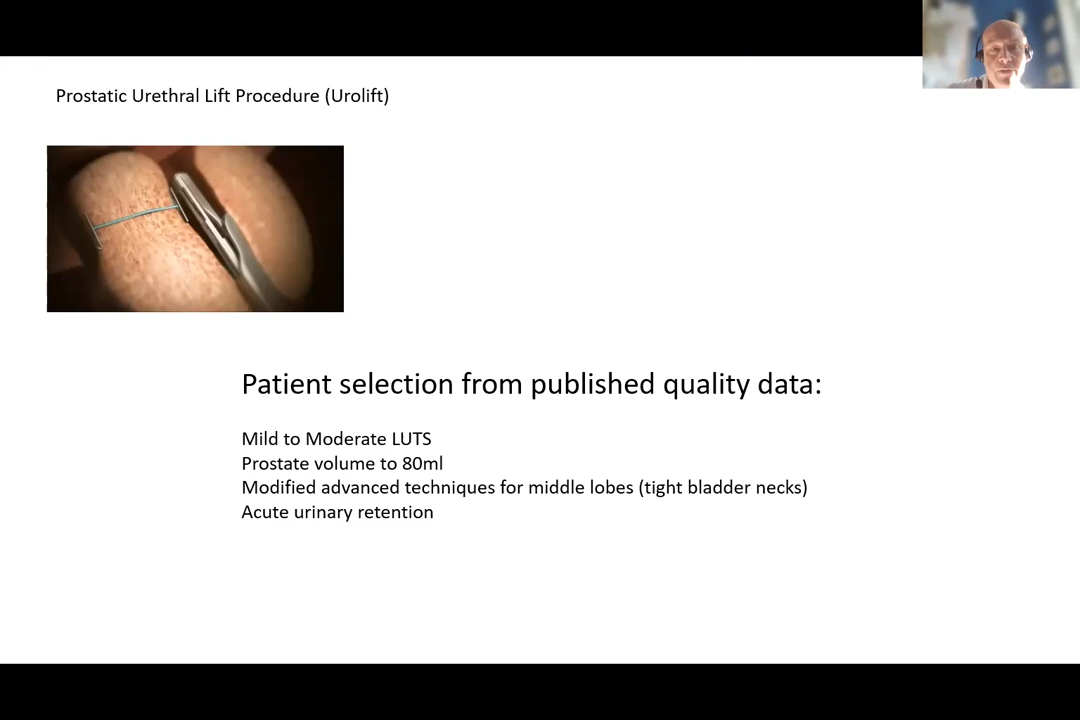 Prostatic Urethral Lift Procedure (Urolift)
Patient selection from published quality data:
Mild to Moderate LUTS
Prostate volume to 80ml
Modified advanced techniques for middle lobes (tight bladder necks)
Acute urinary retention